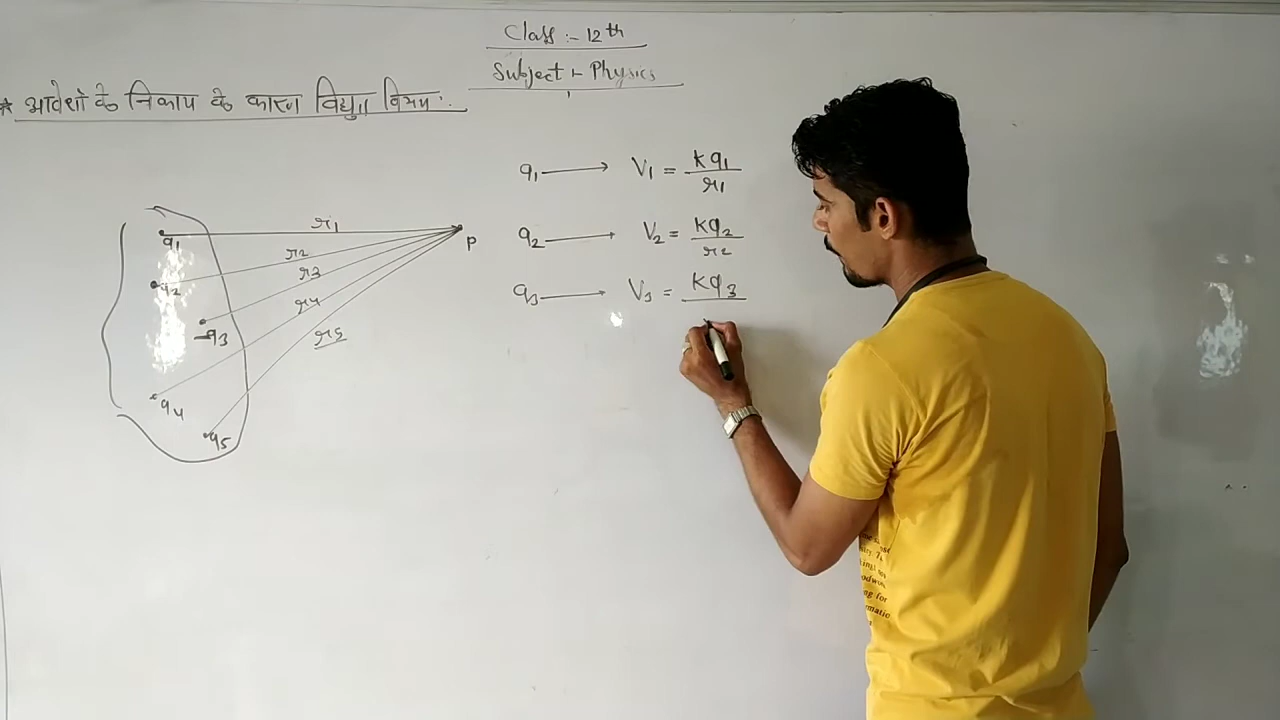 Class :- 12th
Subject :- Physics
* आवेशो के निकाय के कारण विद्युत विभव :-
q1 → V1 = kq1/r1
q2 → V2 = kq2/r2
q3 → V3 = kq3
r1
q1
P
r2
q2
r3
r4
q3
r5
q4
q5